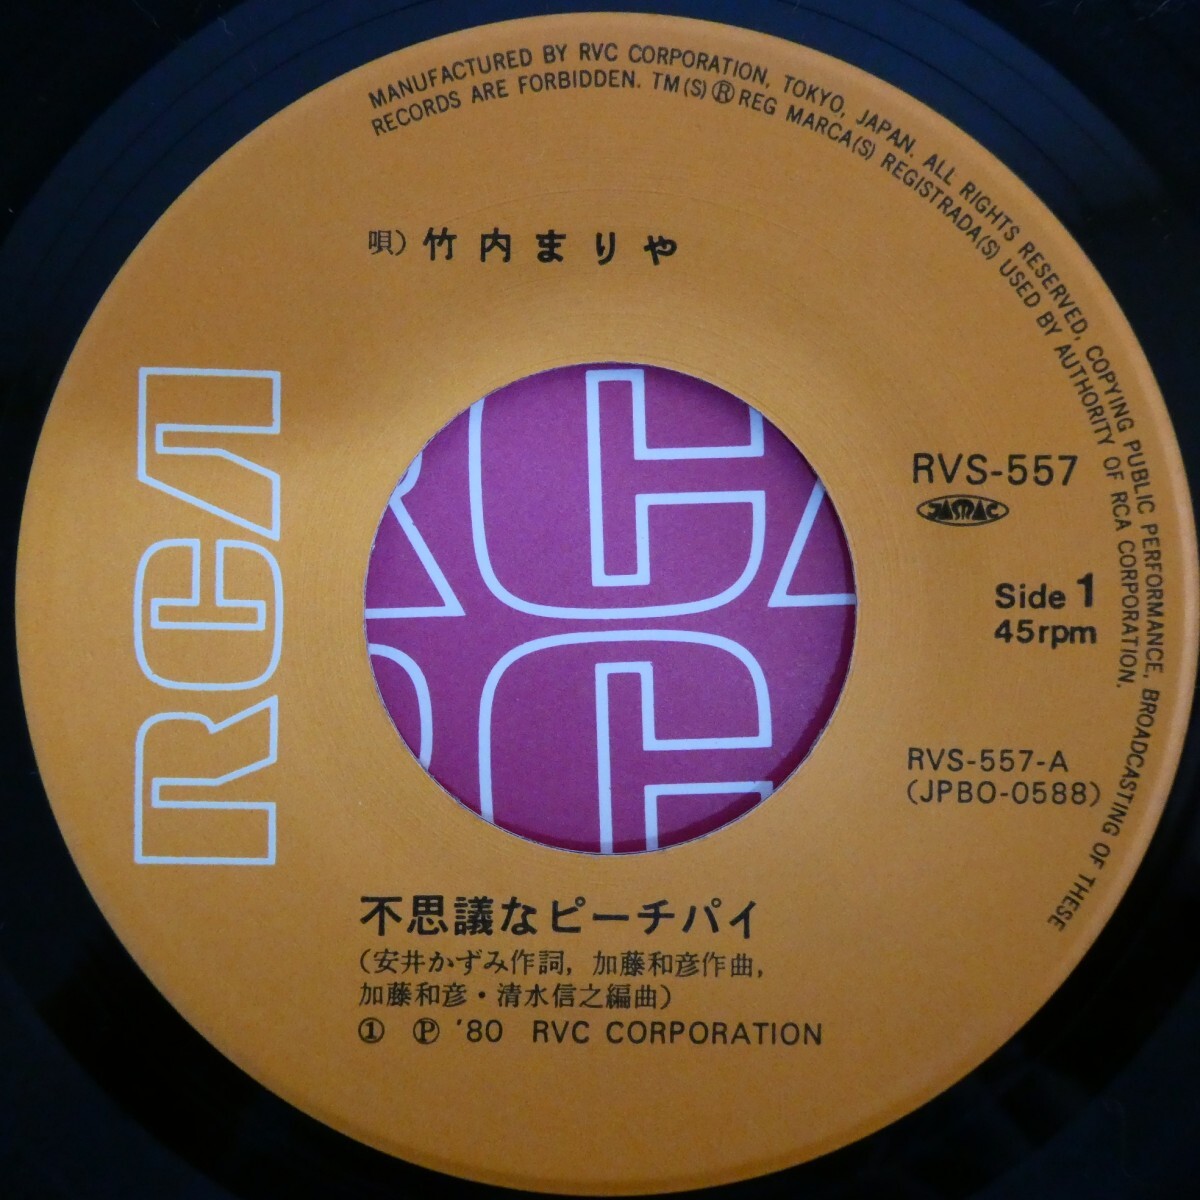 MANUFACTURED BY RVC CORPORATION, TOKYO, JAPAN. ALL RIGHTS RESERVED, COPYING PUBLIC PERFORMANCE, BROADCASTING OF THESE
RECORDS ARE FORBIDDEN. TM(S) Ⓡ REG MARCA(S) REGISTRADA(S) USED BY AUTHORITY OF RCA CORPORATION.
唄) 竹内まりや
RCA
RVS-557
JASRAC
Side 1
45rpm
RVS-557-A
(JPBO-0588)
不思議なピーチパイ
(安井かずみ作詞, 加藤和彦作曲,
加藤和彦・清水信之編曲)
① Ⓟ '80 RVC CORPORATION